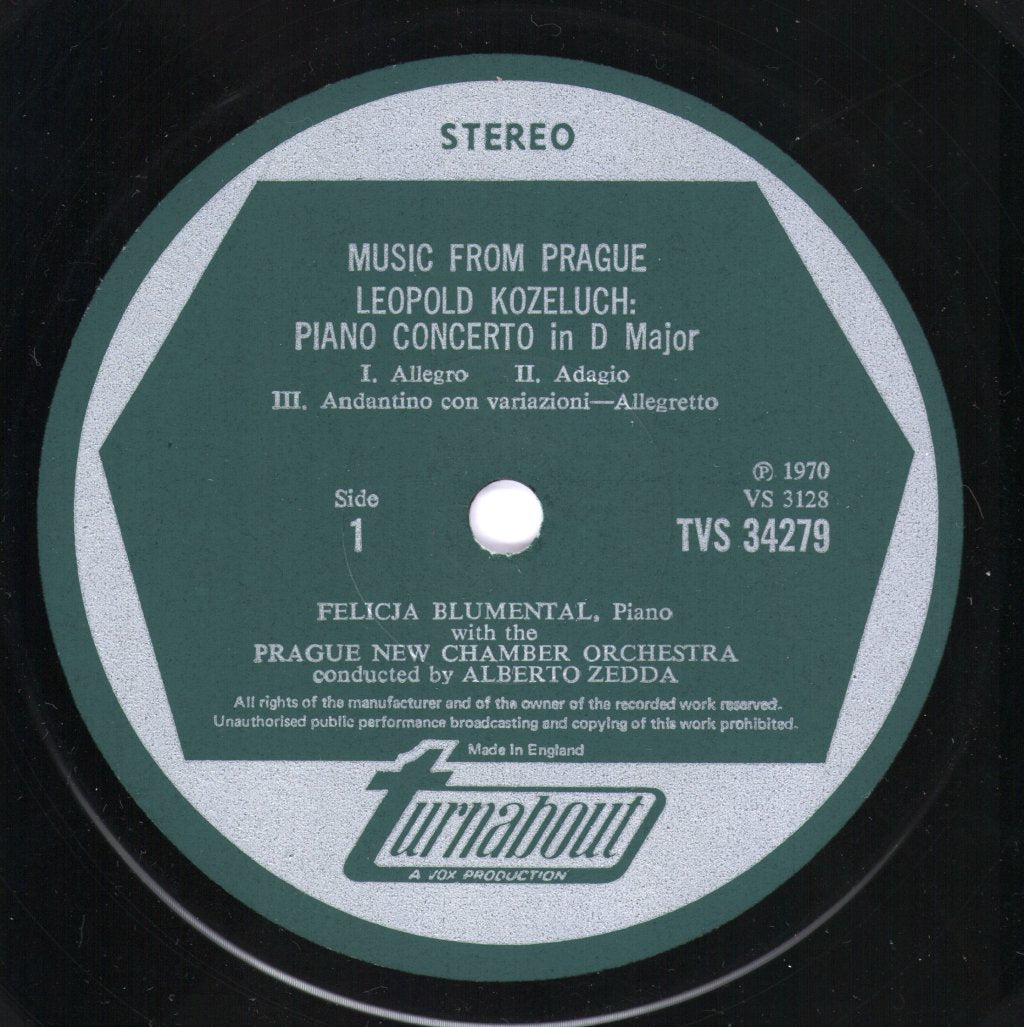 STEREO
MUSIC FROM PRAGUE
LEOPOLD KOZELUCH:
PIANO CONCERTO in D Major
I. Allegro II. Adagio
III. Andantino con variazioni—Allegretto
℗ 1970
Side VS 3128
1 TVS 34279
FELICJA BLUMENTAL, Piano
with the
PRAGUE NEW CHAMBER ORCHESTRA
conducted by ALBERTO ZEDDA
All rights of the manufacturer and of the owner of the recorded work reserved.
Unauthorised public performance broadcasting and copying of this work prohibited.
Made in England
turnabout
A VOX PRODUCTION